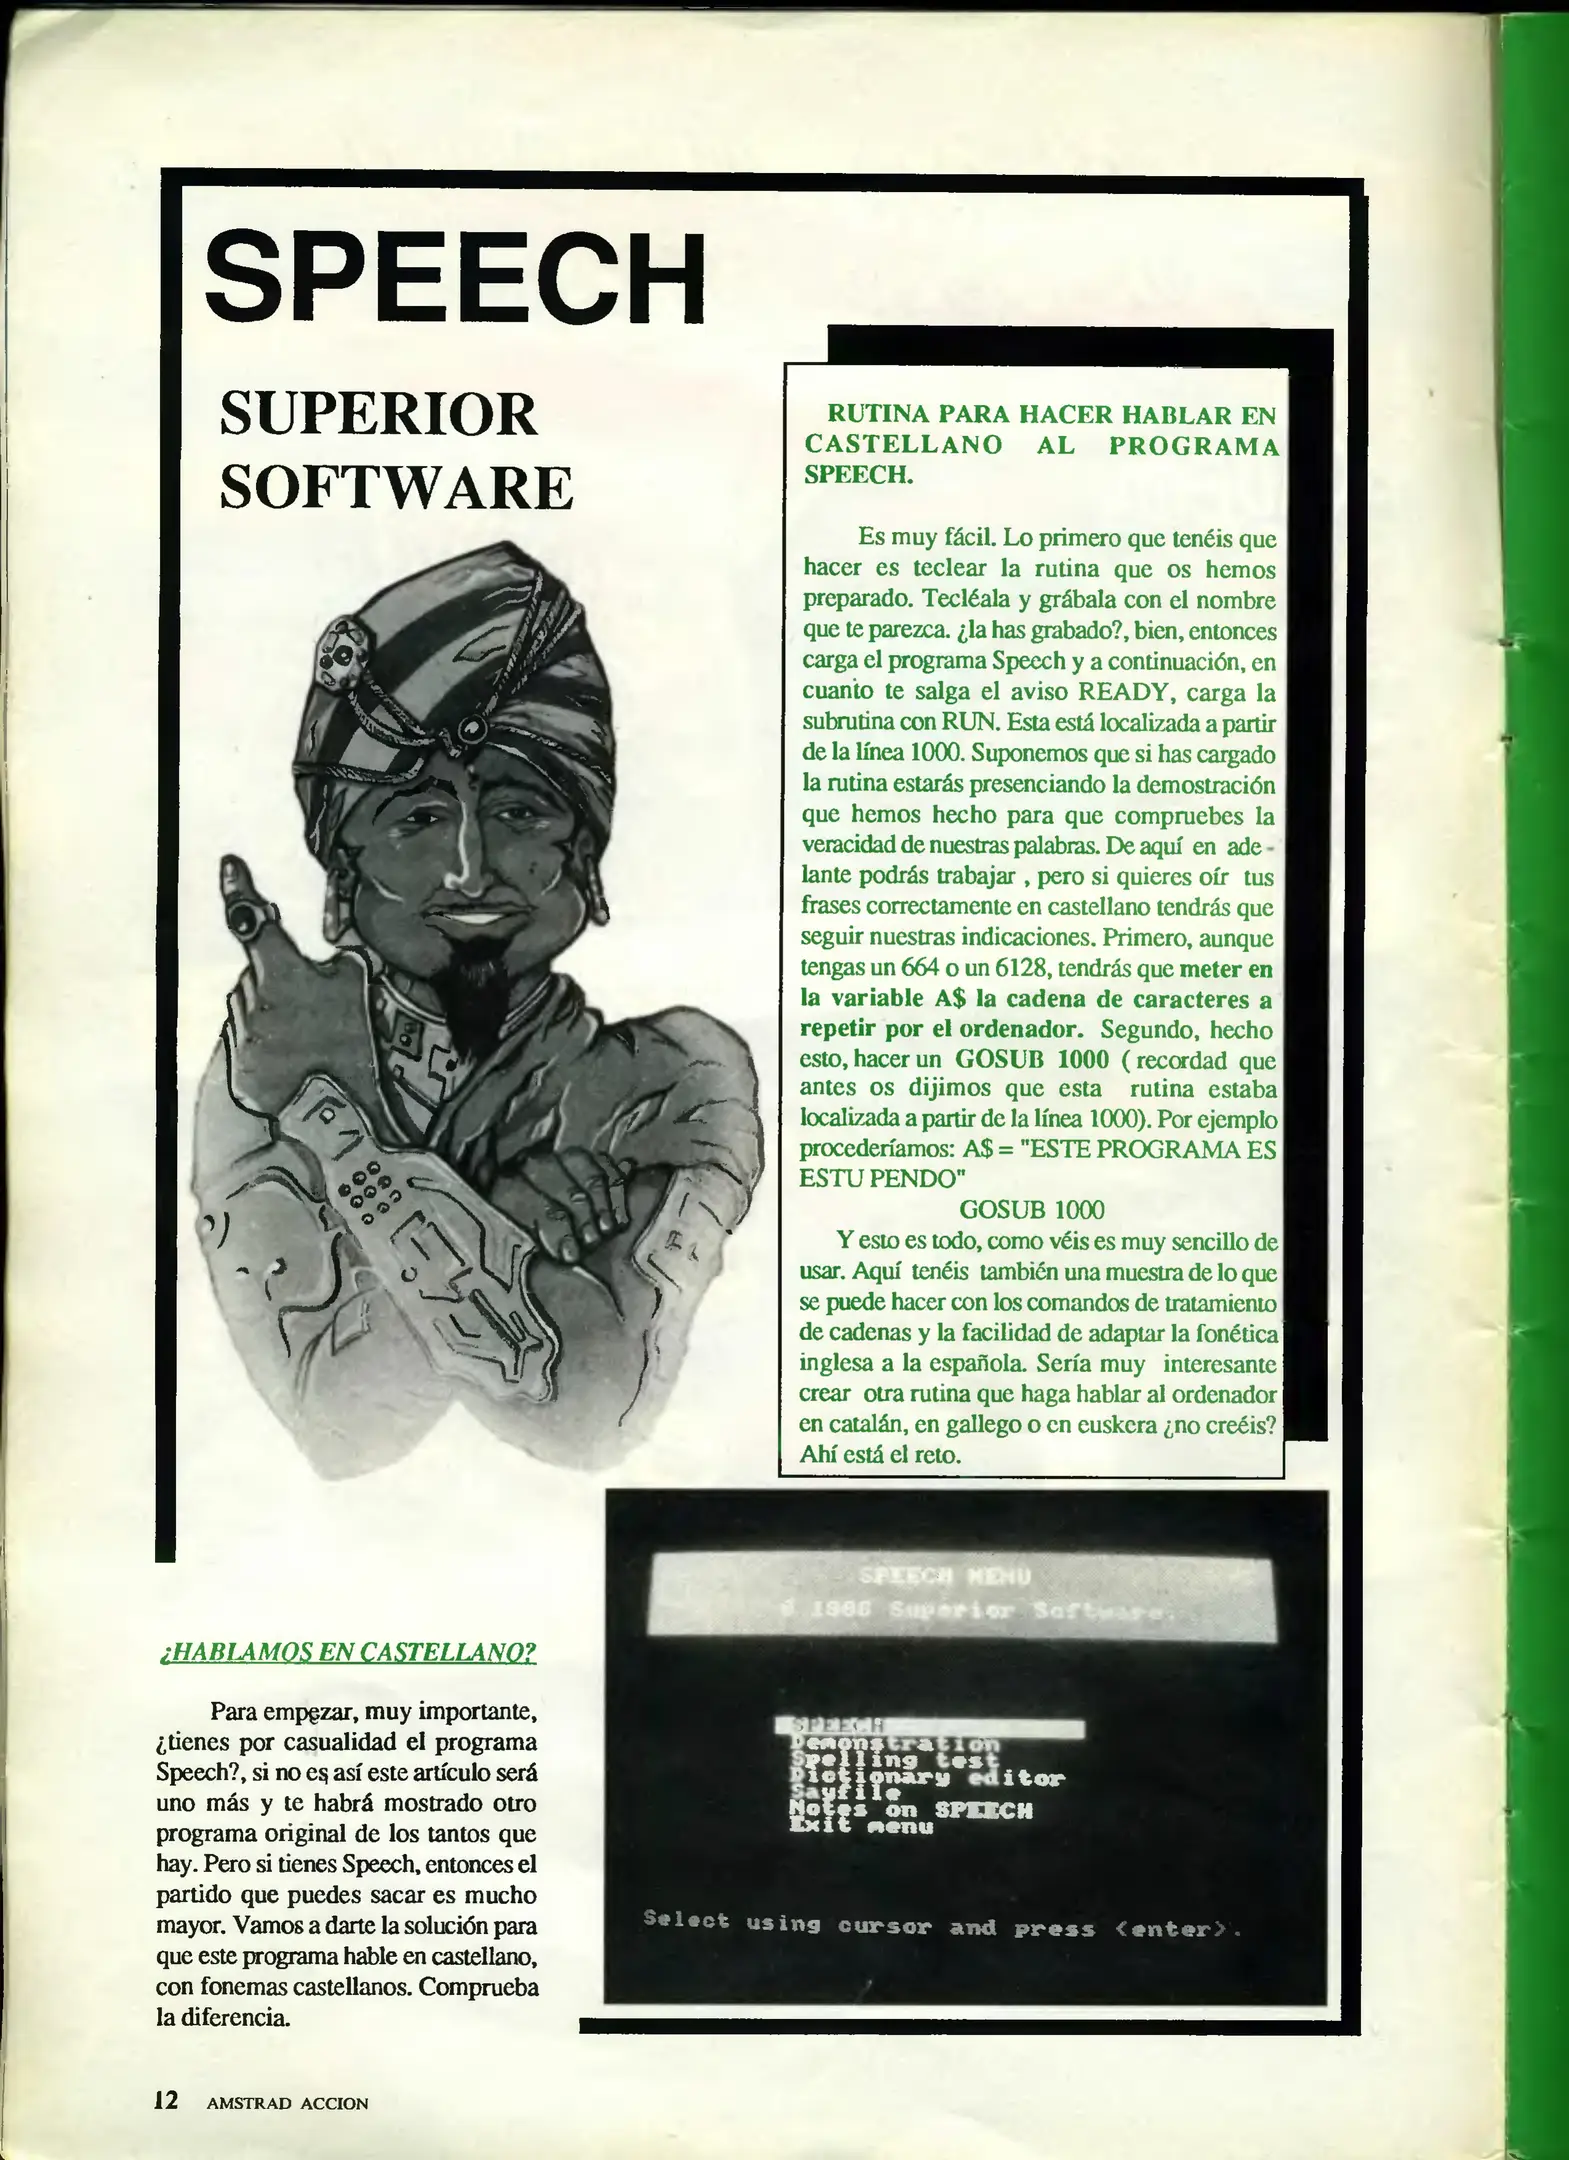 SPEECH
SUPERIOR
SOFTWARE
RUTINA PARA HACER HABLAR EN
CASTELLANO AL PROGRAMA
SPEECH.
Es muy fácil. Lo primero que tenéis que
hacer es teclear la rutina que os hemos
preparado. Tecléala y grábala con el nombre
que te parezca. ¿la has grabado?, bien, entonces
carga el programa Speech y a continuación, en
cuanto te salga el aviso READY, carga la
subrutina con RUN. Esta está localizada a partir
de la línea 1000. Suponemos que si has cargado
la rutina estarás presenciando la demostración
que hemos hecho para que compruebes la
veracidad de nuestras palabras. De aquí en ade-
lante podrás trabajar , pero si quieres oír tus
frases correctamente en castellano tendrás que
seguir nuestras indicaciones. Primero, aunque
tengas un 664 o un 6128, tendrás que meter en
la variable A$ la cadena de caracteres a
repetir por el ordenador. Segundo, hecho
esto, hacer un GOSUB 1000 ( recordad que
antes os dijimos que esta rutina estaba
localizada a partir de la línea 1000). Por ejemplo
procederíamos: A$ = "ESTE PROGRAMA ES
ESTU PENDO"
GOSUB 1000
Y esto es todo, como véis es muy sencillo de
usar. Aquí tenéis también una muestra de lo que
se puede hacer con los comandos de tratamiento
de cadenas y la facilidad de adaptar la fonética
inglesa a la española. Sería muy interesante
crear otra rutina que haga hablar al ordenador
en catalán, en gallego o en euskera ¿no creéis?
Ahí está el reto.
SPEECH MENU
1986 Superior Software.
SPEECH
Demonstration
Spelling test
Dictionary editor
Sayfile
Notes on SPEECH
Exit menu
Select using cursor and press <enter>.
¿HABLAMOS EN CASTELLANO?
Para empezar, muy importante,
¿tienes por casualidad el programa
Speech?, si no es así este artículo será
uno más y te habrá mostrado otro
programa original de los tantos que
hay. Pero si tienes Speech, entonces el
partido que puedes sacar es mucho
mayor. Vamos a darte la solución para
que este programa hable en castellano,
con fonemas castellanos. Comprueba
la diferencia.
12 AMSTRAD ACCION